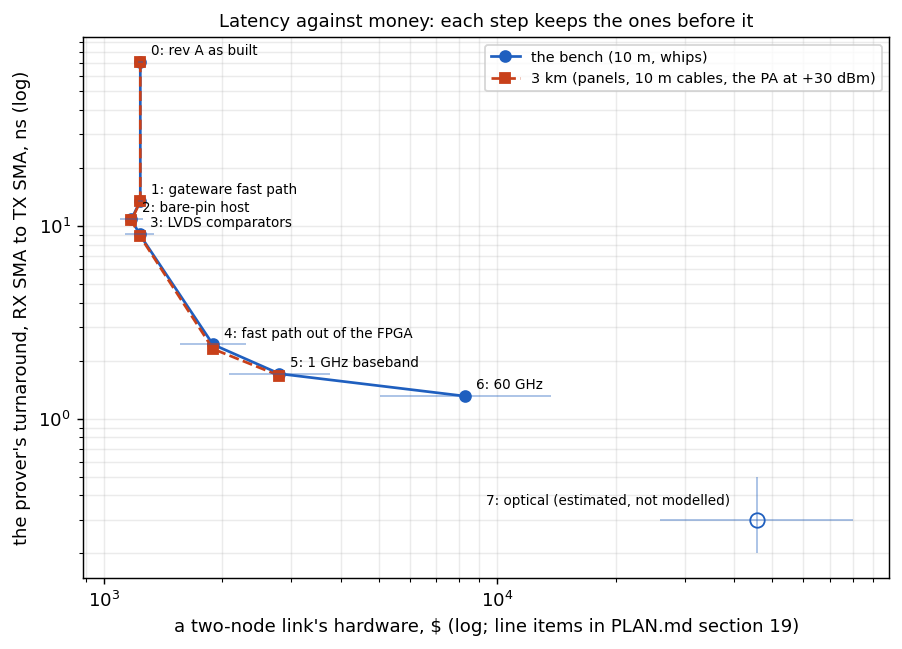 Latency against money: each step keeps the ones before it
the bench (10 m, whips)
3 km (panels, 10 m cables, the PA at +30 dBm)
0: rev A as built
1: gateware fast path
2: bare-pin host
3: LVDS comparators
4: fast path out of the FPGA
5: 1 GHz baseband
6: 60 GHz
7: optical (estimated, not modelled)
the prover's turnaround, RX SMA to TX SMA, ns (log)
10¹
10⁰
10³
10⁴
a two-node link's hardware, $ (log; line items in PLAN.md section 19)